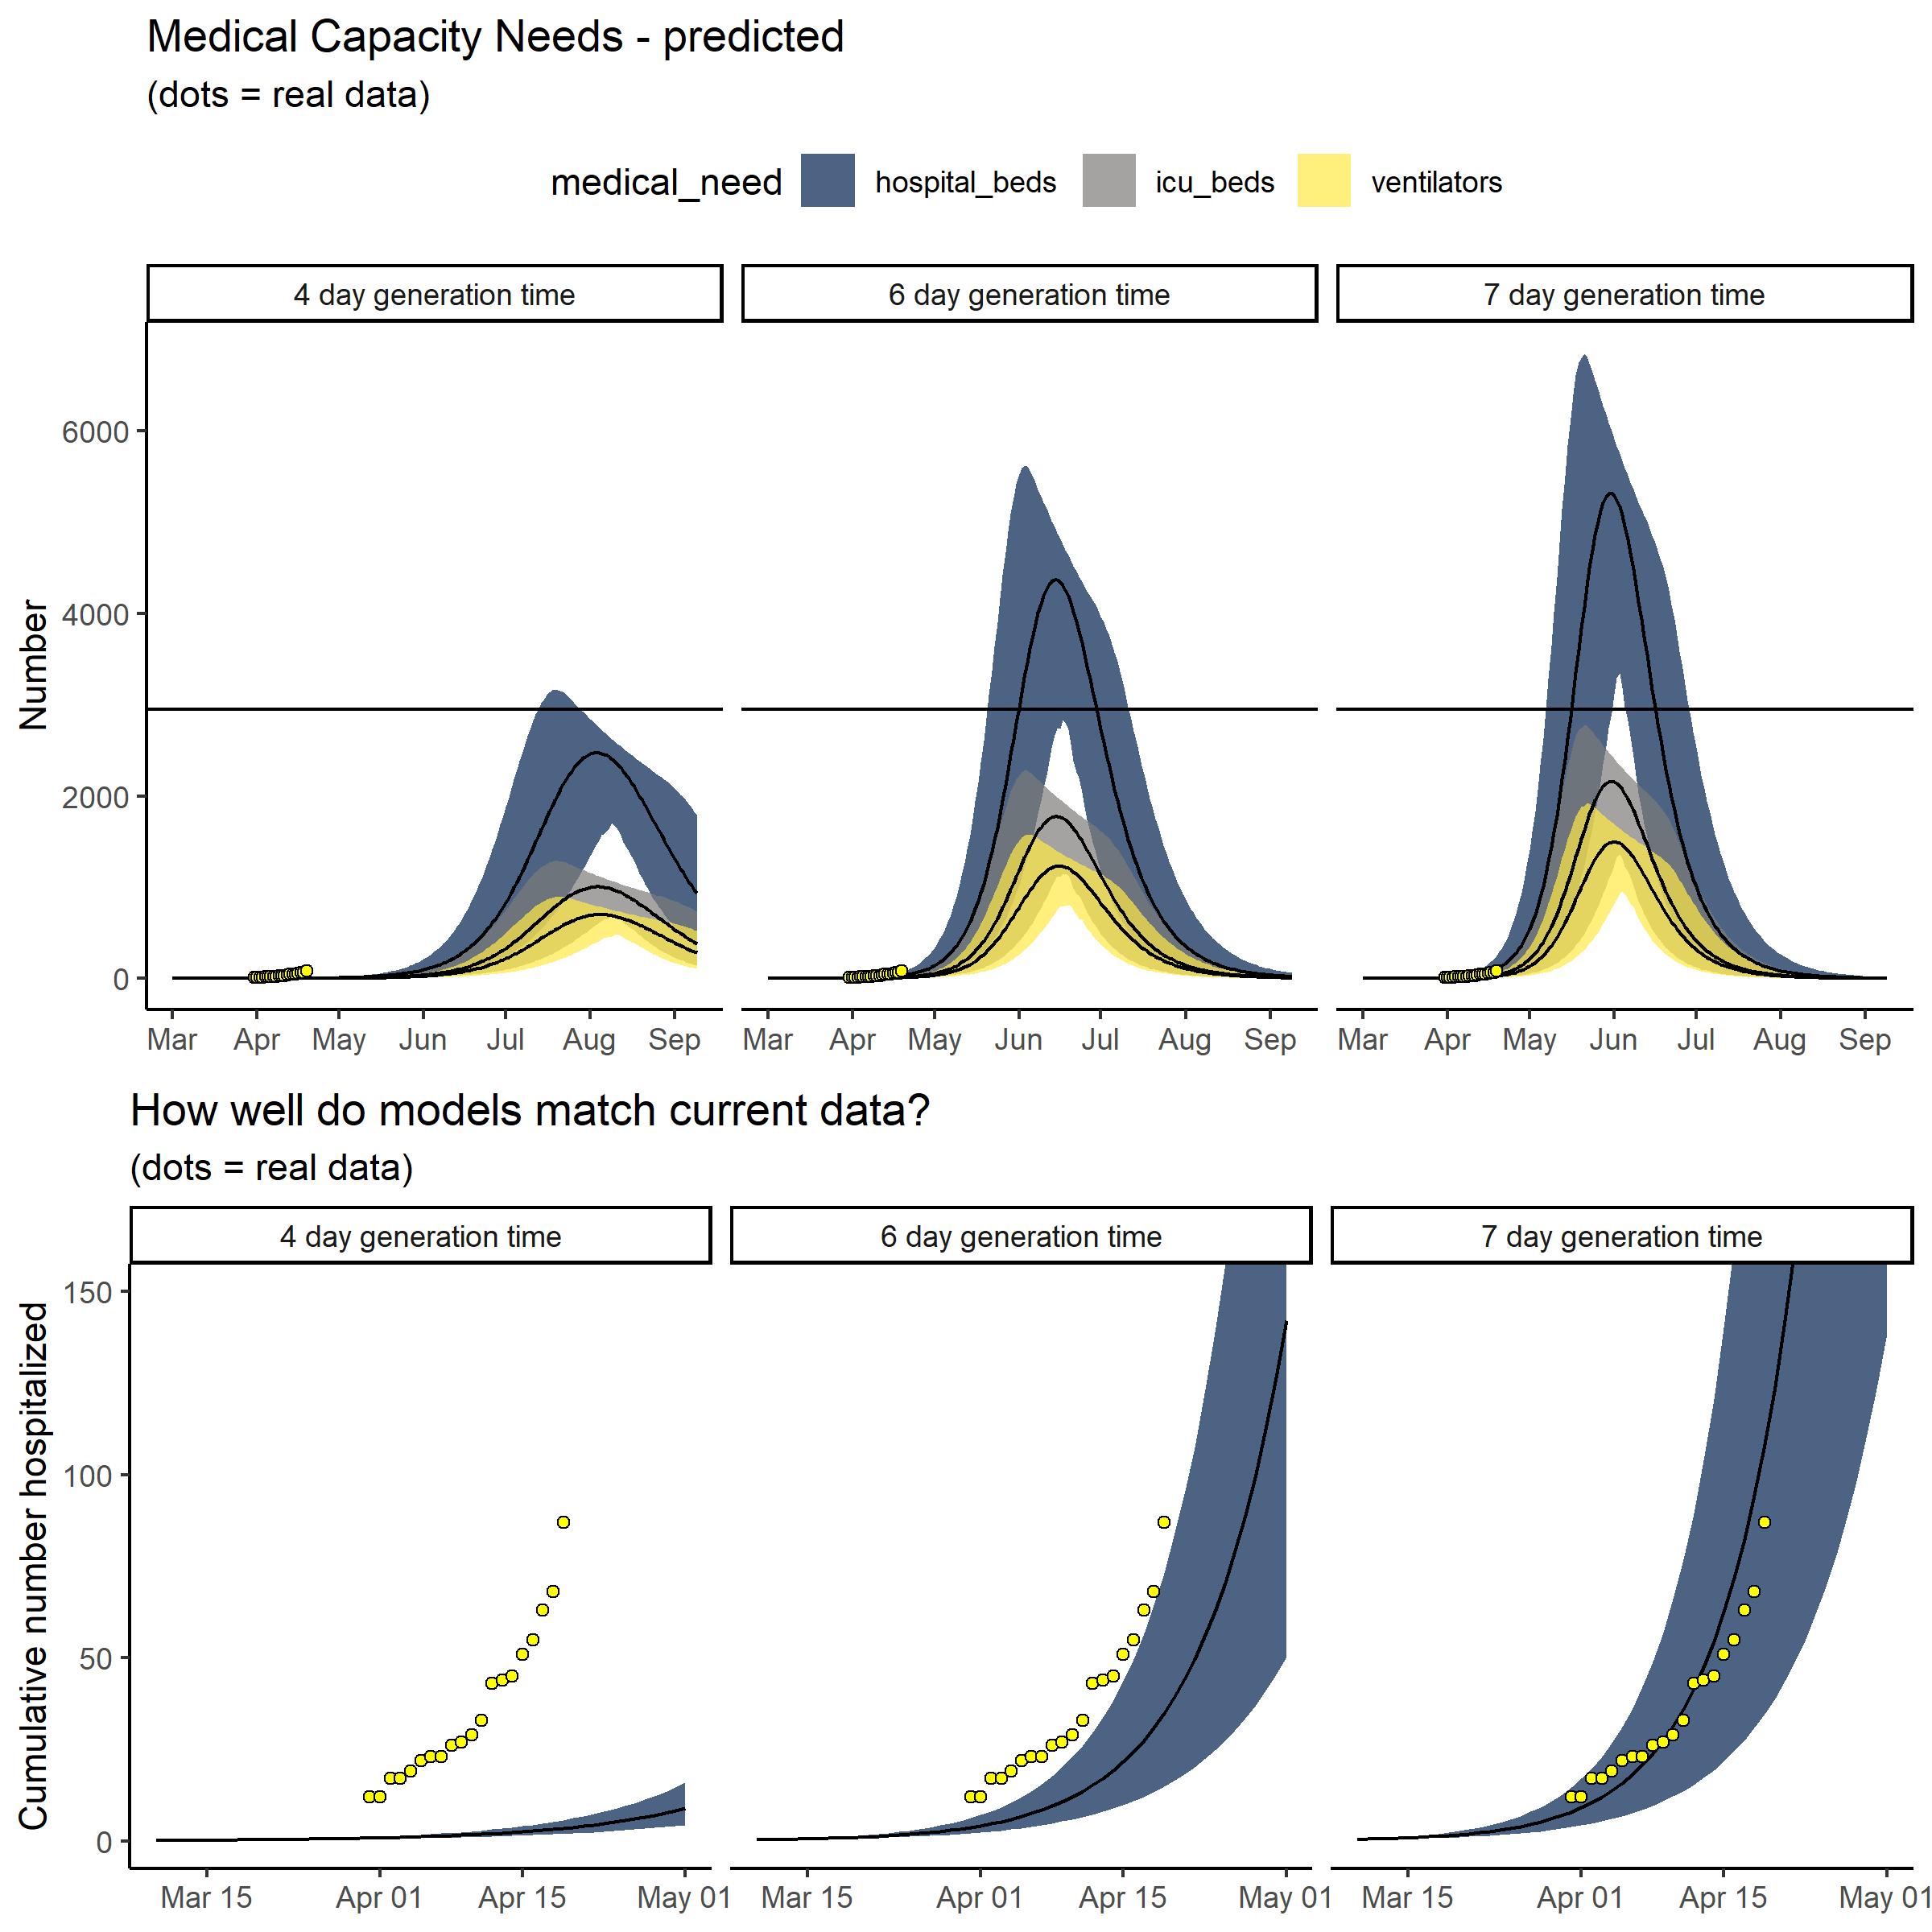 Medical Capacity Needs - predicted
(dots = real data)
medical_need hospital_beds icu_beds ventilators
4 day generation time 6 day generation time 7 day generation time
Number
6000
4000
2000
0
Mar Apr May Jun Jul Aug Sep Mar Apr May Jun Jul Aug Sep Mar Apr May Jun Jul Aug Sep
How well do models match current data?
(dots = real data)
4 day generation time 6 day generation time 7 day generation time
Cumulative number hospitalized
150
100
50
0
Mar 15 Apr 01 Apr 15 May 01 Mar 15 Apr 01 Apr 15 May 01 Mar 15 Apr 01 Apr 15 May 01